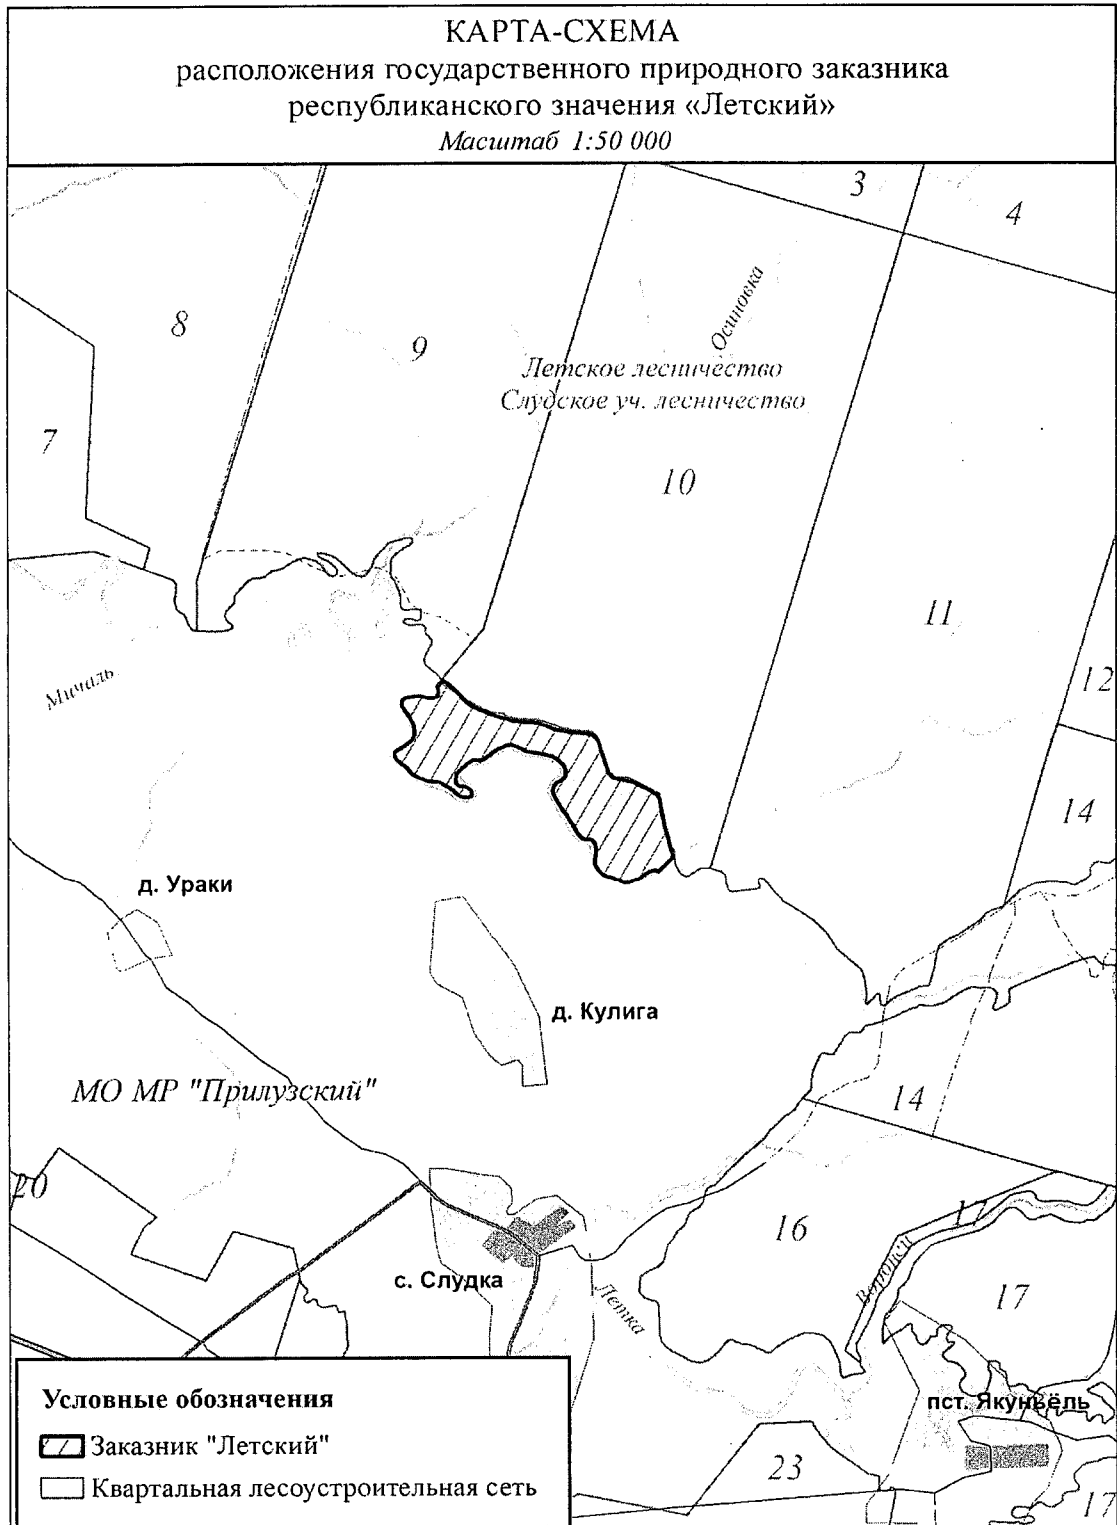 КАРТА-СХЕМА
расположения государственного природного заказника
республиканского значения «Летский»
Масштаб 1:50 000
3
4
8
9
Осиновка
Летское лесничество
Слудское уч. лесничество
7
10
11
12
Мичаль
14
д. Ураки
д. Кулига
МО МР "Прилузский"
14
20
16
17
с. Слудка
Летка
17
пст. Якуньёль
23
17
Условные обозначения
Заказник "Летский"
Квартальная лесоустроительная сеть